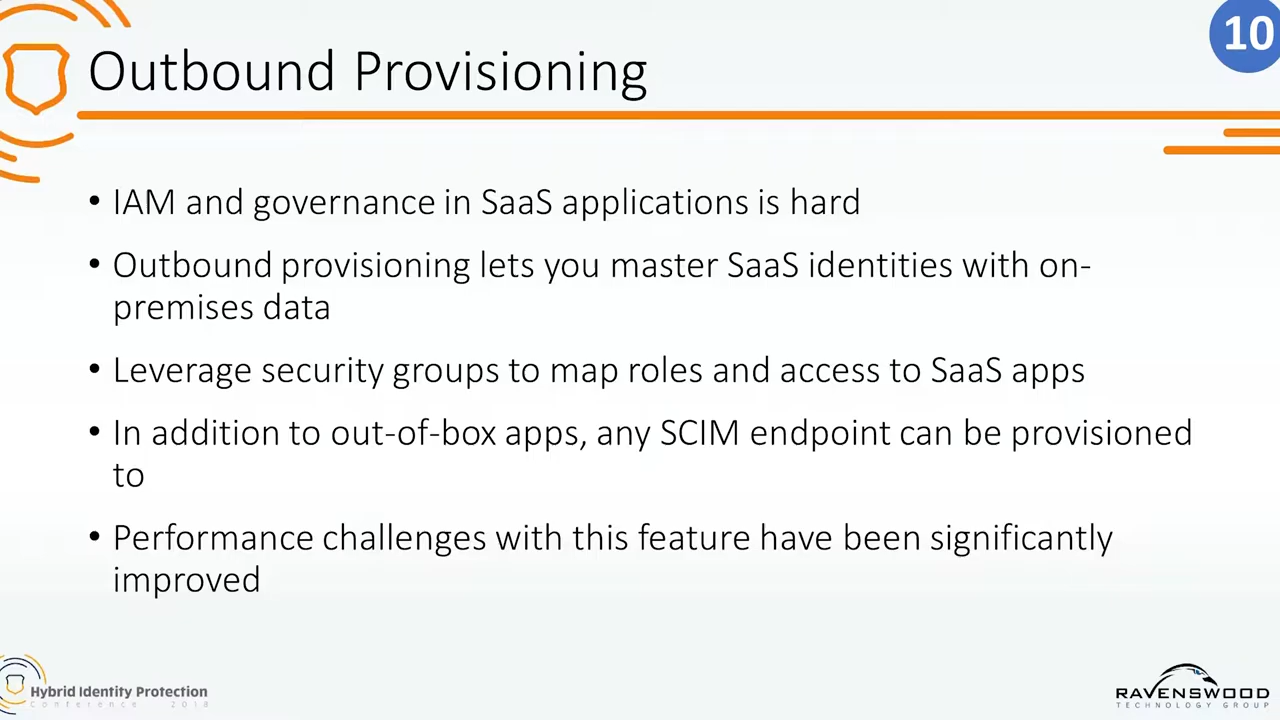 10
Outbound Provisioning
• IAM and governance in SaaS applications is hard
• Outbound provisioning lets you master SaaS identities with on-
premises data
• Leverage security groups to map roles and access to SaaS apps
• In addition to out-of-box apps, any SCIM endpoint can be provisioned
to
• Performance challenges with this feature have been significantly
improved
Hybrid Identity Protection
Conference 2018
RAVENSWOOD
TECHNOLOGY GROUP